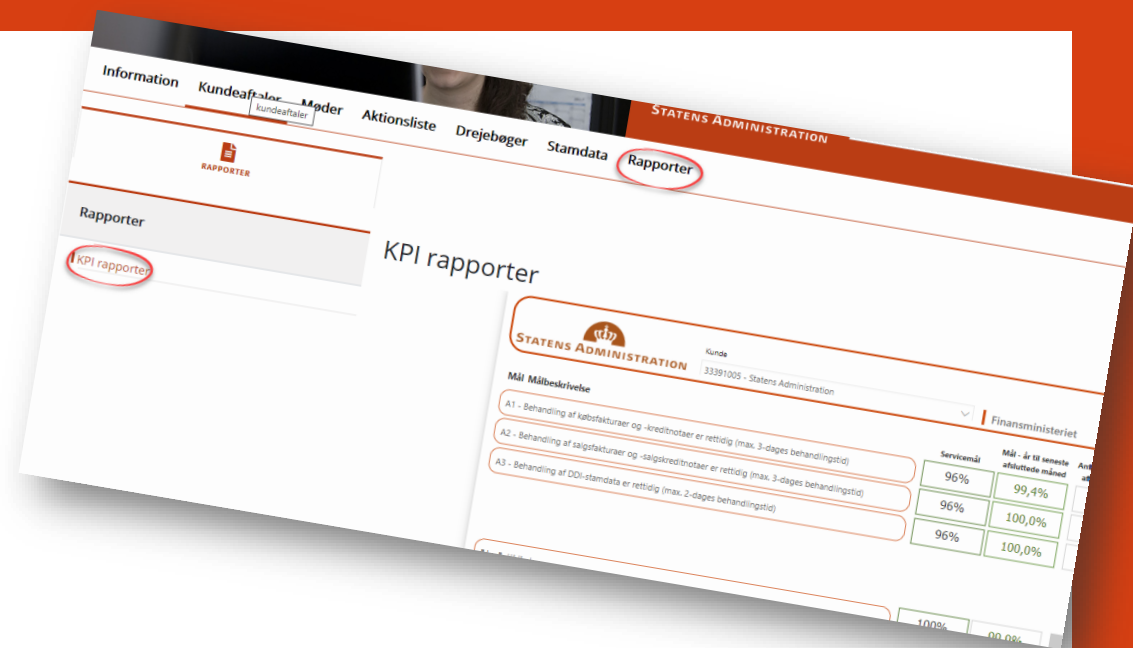 STATENS ADMINISTRATION
Information Kundeaftaler Møder Aktionsliste Drejebøger Stamdata Rapporter
kundeaftaler
RAPPORTER
Rapporter
KPI rapporter
KPI rapporter
STATENS ADMINISTRATION
Kunde
33391005 - Statens Administration
Finansministeriet
Mål Målbeskrivelse
Servicemål
Mål - år til seneste
afsluttede måned
A1 - Behandling af købsfakturaer og -kreditnotaer er rettidig (max. 3-dages behandlingstid) 96% 99,4%
A2 - Behandling af salgsfakturaer og -salgskreditnotaer er rettidig (max. 3-dages behandlingstid) 96% 100,0%
A3 - Behandling af DDI-stamdata er rettidig (max. 2-dages behandlingstid) 96% 100,0%
100% 99,9%